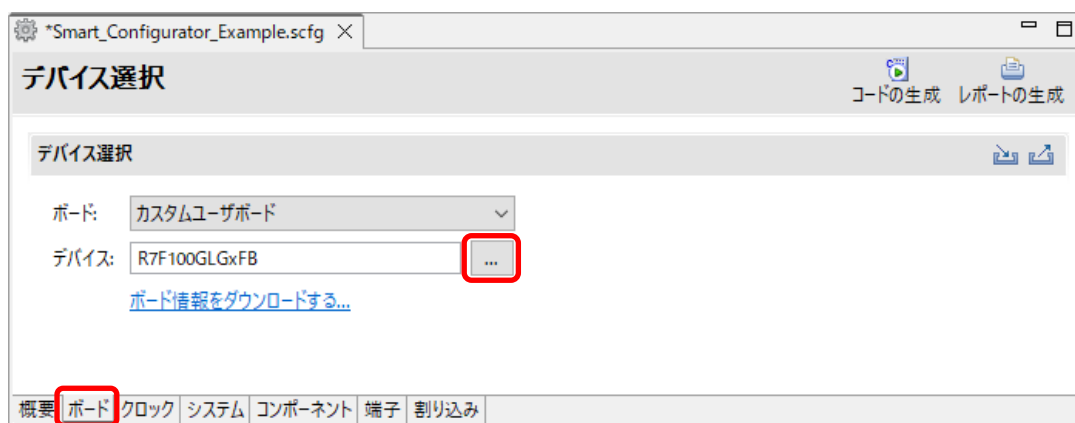 *Smart_Configurator_Example.scfg
デバイス選択
コードの生成 レポートの生成
デバイス選択
ボード: カスタムユーザボード
デバイス: R7F100GLGxFB ...
ボード情報をダウンロードする...
概要 ボード クロック システム コンポーネント 端子 割り込み